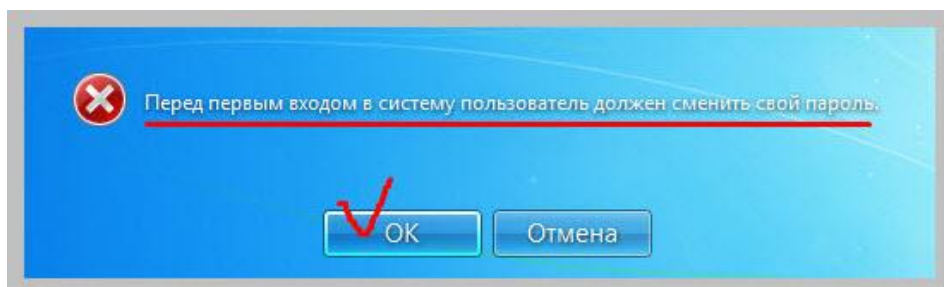 Перед первым входом в систему пользователь должен сменить свой пароль.
OK Отмена